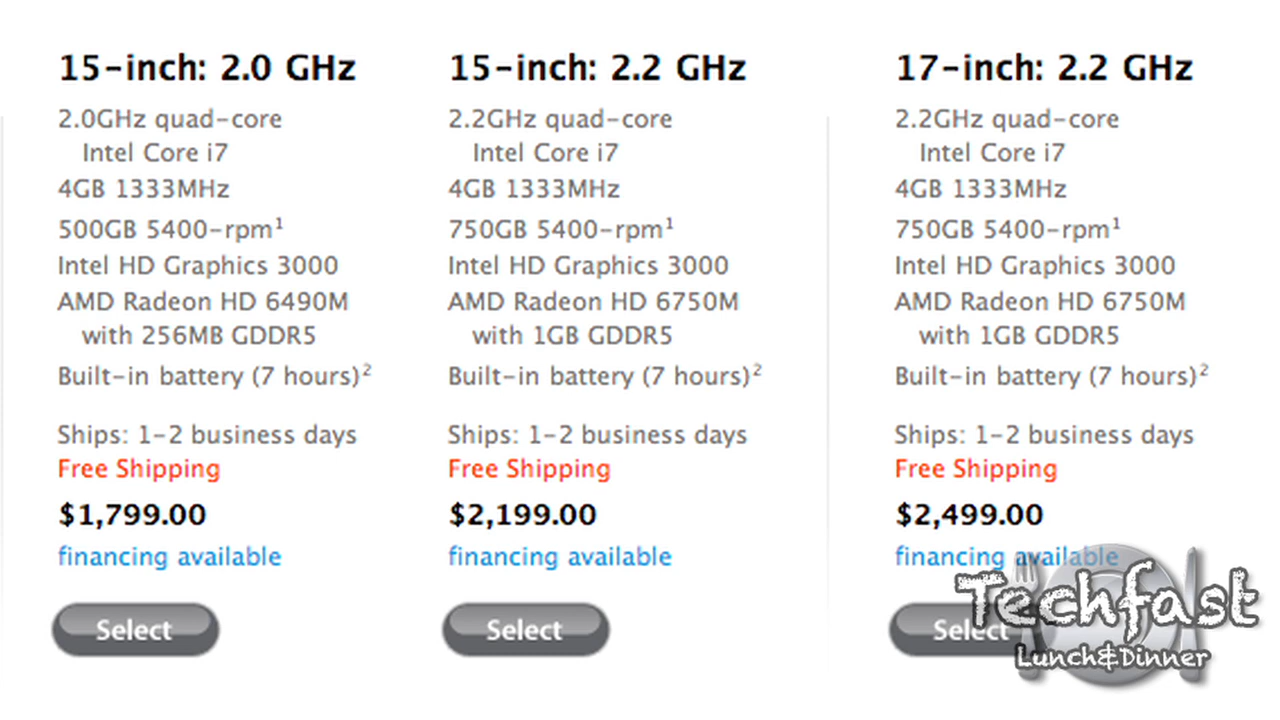 15-inch: 2.0 GHz
2.0GHz quad-core
Intel Core i7
4GB 1333MHz
500GB 5400-rpm¹
Intel HD Graphics 3000
AMD Radeon HD 6490M
with 256MB GDDR5
Built-in battery (7 hours)²
Ships: 1-2 business days
Free Shipping
$1,799.00
financing available
Select
15-inch: 2.2 GHz
2.2GHz quad-core
Intel Core i7
4GB 1333MHz
750GB 5400-rpm¹
Intel HD Graphics 3000
AMD Radeon HD 6750M
with 1GB GDDR5
Built-in battery (7 hours)²
Ships: 1-2 business days
Free Shipping
$2,199.00
financing available
Select
17-inch: 2.2 GHz
2.2GHz quad-core
Intel Core i7
4GB 1333MHz
750GB 5400-rpm¹
Intel HD Graphics 3000
AMD Radeon HD 6750M
with 1GB GDDR5
Built-in battery (7 hours)²
Ships: 1-2 business days
Free Shipping
$2,499.00
financing available
Select
Techfast
Lunch&Dinner